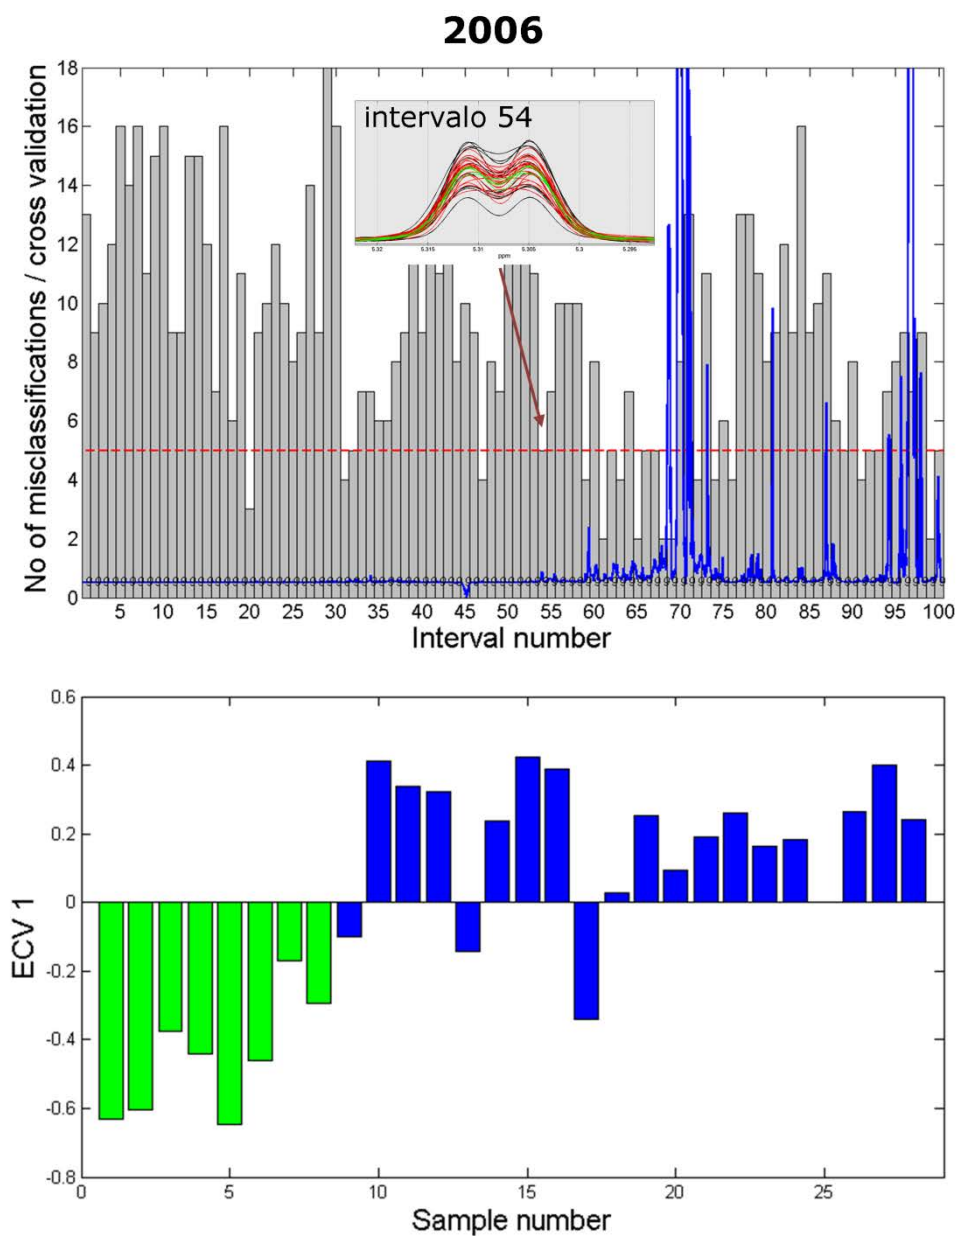 2006
No of misclassifications / cross validation
18
16
14
12
10
8
6
4
2
0
intervalo 54
5.32 5.315 5.31 5.305 5.3 5.295
ppm
5 10 15 20 25 30 35 40 45 50 55 60 65 70 75 80 85 90 95 100
Interval number
ECV 1
0.6
0.4
0.2
0
-0.2
-0.4
-0.6
-0.8
0 5 10 15 20 25
Sample number